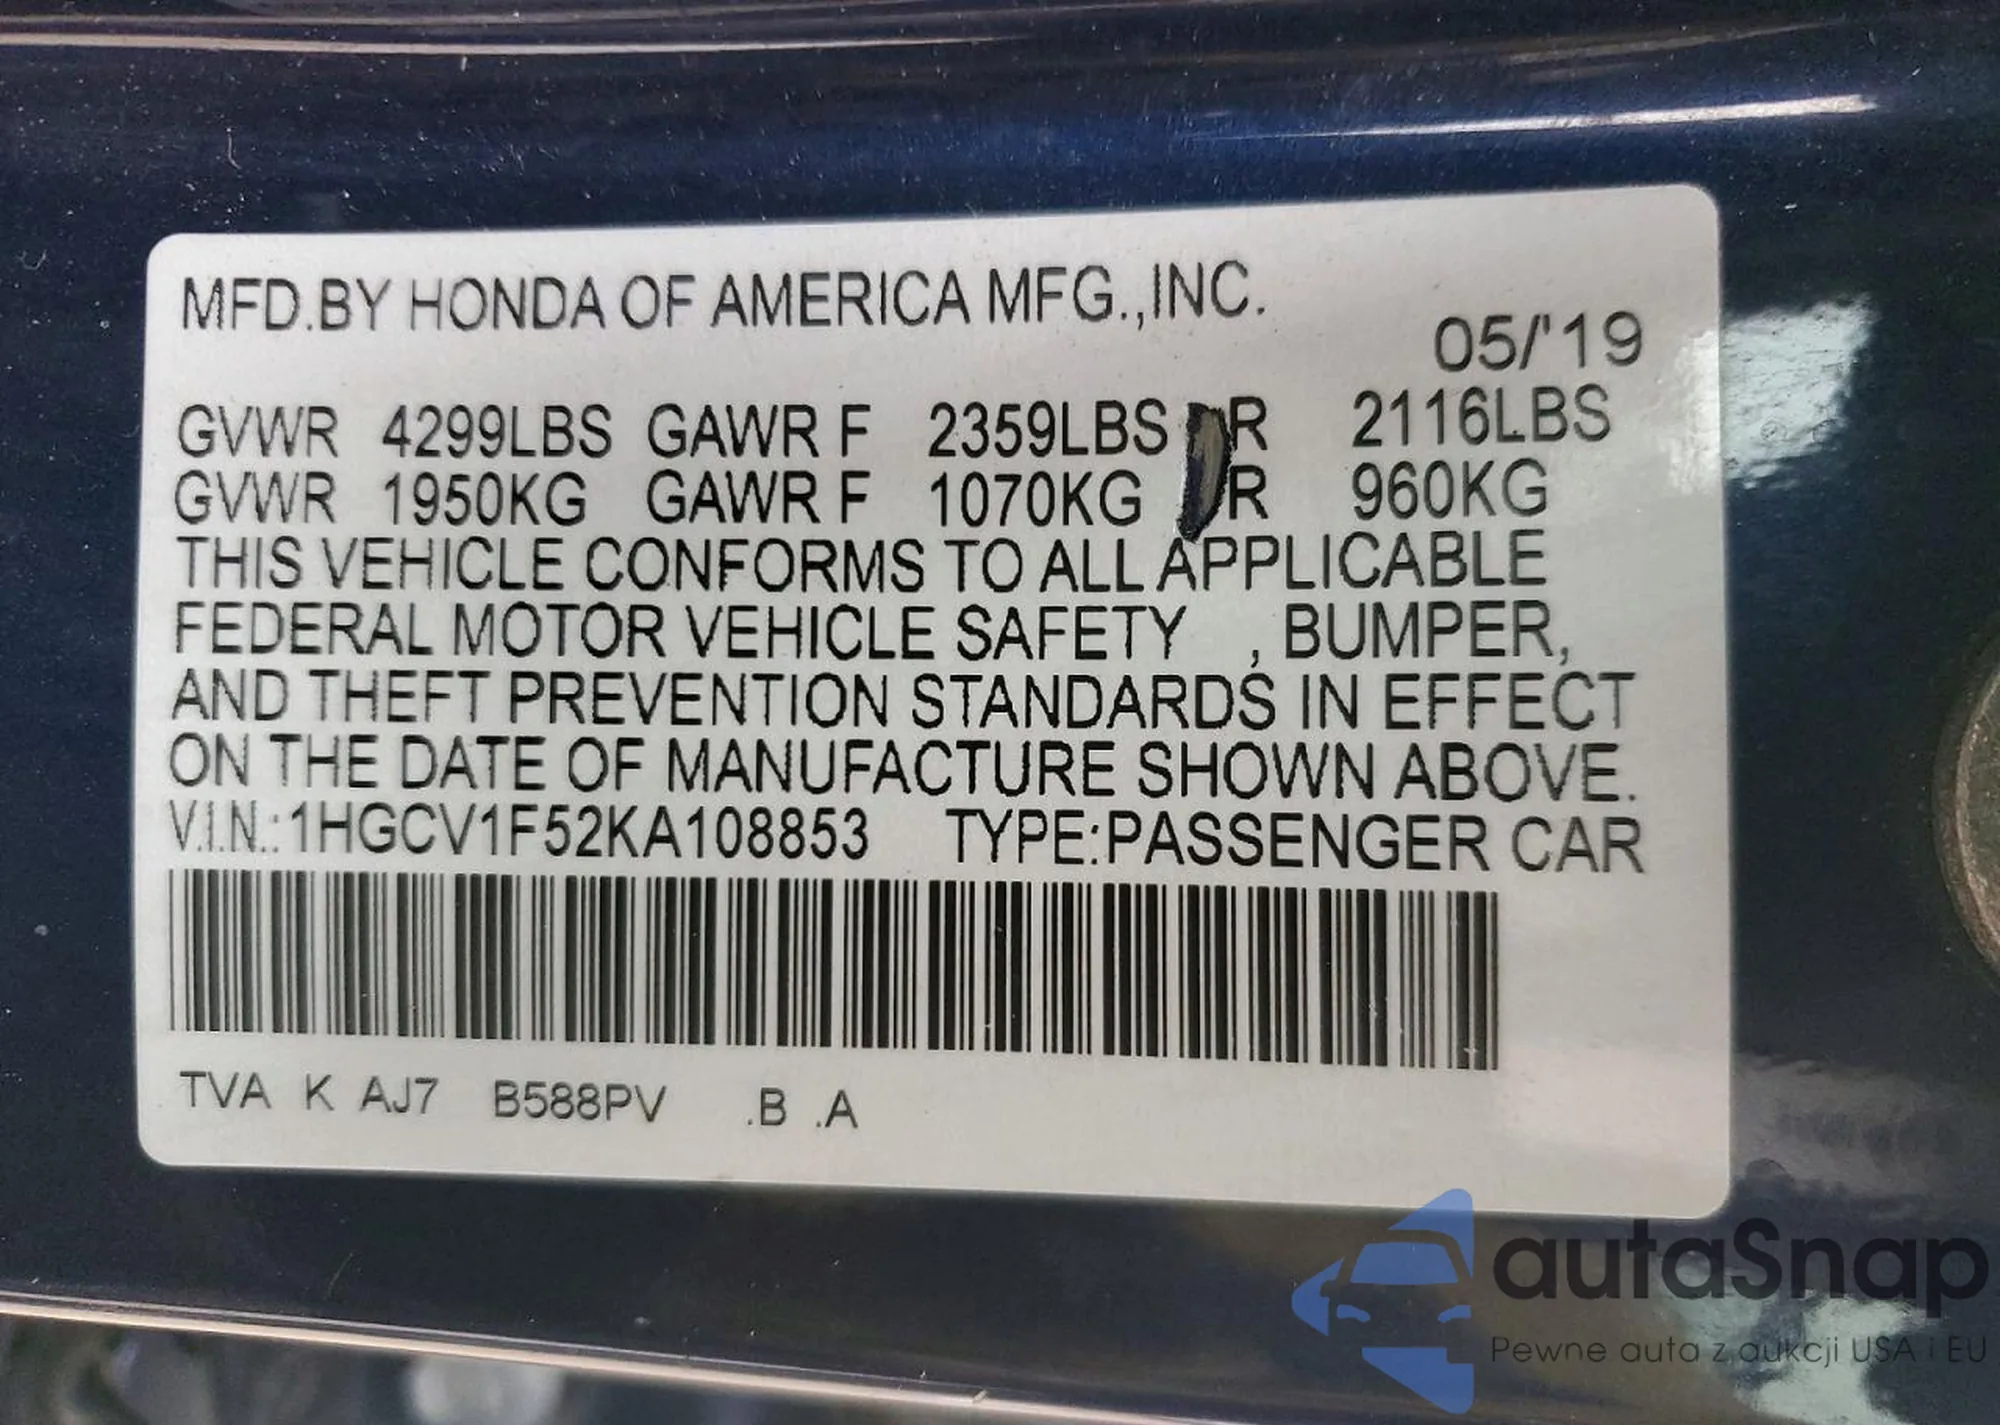 MFD.BY HONDA OF AMERICA MFG.,INC.
05/'19
GVWR 4299LBS GAWR F 2359LBS R 2116LBS
GVWR 1950KG GAWR F 1070KG R 960KG
THIS VEHICLE CONFORMS TO ALL APPLICABLE
FEDERAL MOTOR VEHICLE SAFETY , BUMPER,
AND THEFT PREVENTION STANDARDS IN EFFECT
ON THE DATE OF MANUFACTURE SHOWN ABOVE.
V.I.N.:1HGCV1F52KA108853 TYPE:PASSENGER CAR
TVA K AJ7 B588PV .B .A
autaSnap
Pewne auta z aukcji USA i EU